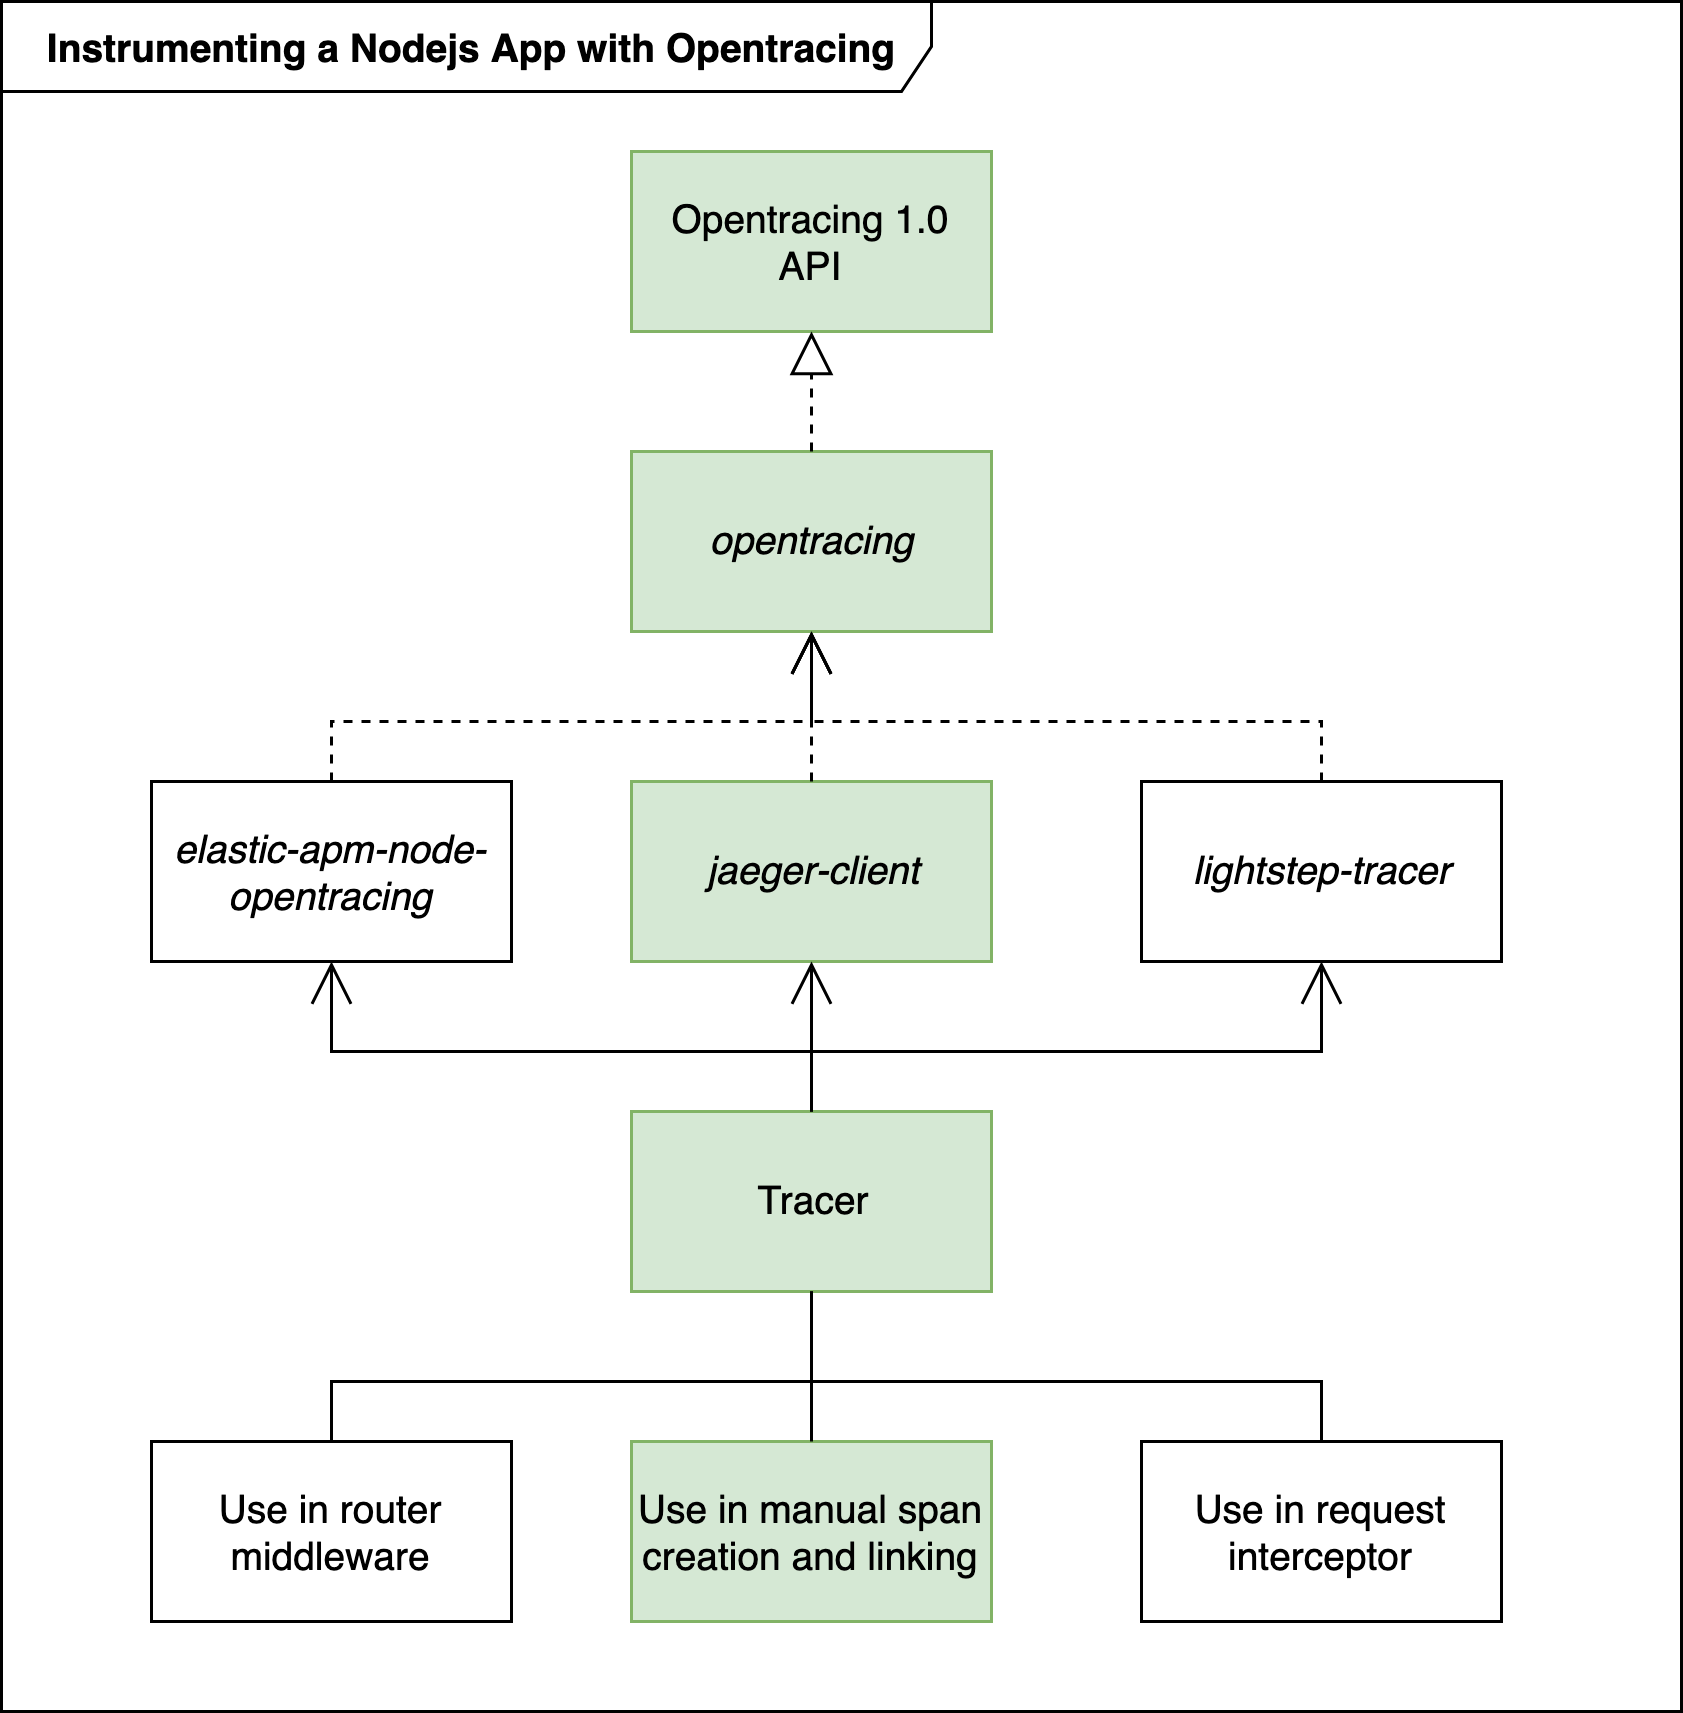 Instrumenting a Nodejs App with Opentracing
Opentracing 1.0
API
opentracing
elastic-apm-node-
opentracing
jaeger-client
lightstep-tracer
Tracer
Use in router
middleware
Use in manual span
creation and linking
Use in request
interceptor